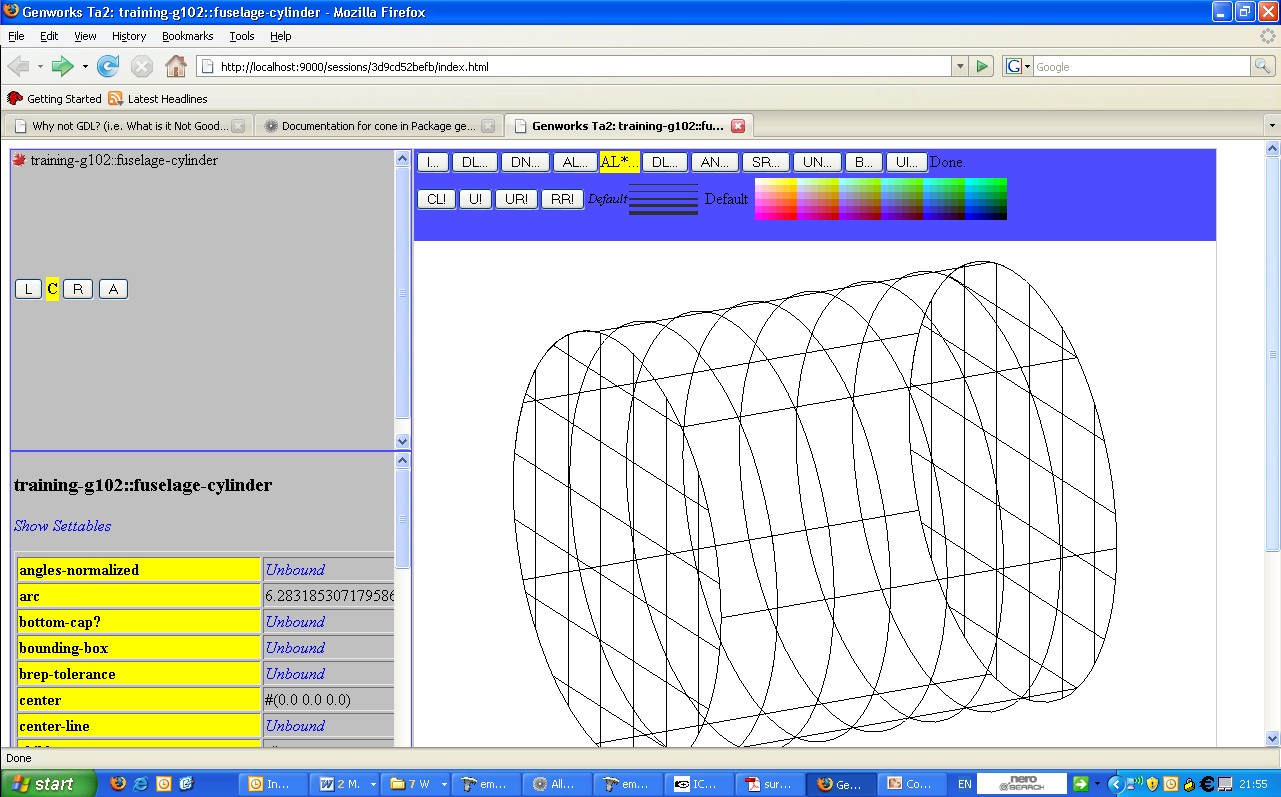 Genworks Ta2: training-g102::fuselage-cylinder - Mozilla Firefox
File Edit View History Bookmarks Tools Help
http://localhost:9000/sessions/3d9cd52befb/index.html
G Google
Getting Started Latest Headlines
Why not GDL? (i.e. What is it Not Good... Documentation for cone in Package ge... Genworks Ta2: training-g102::fu...
training-g102::fuselage-cylinder
I... DL... DN... AL... AL*... DL... AN... SR... UN... B... UI... Done.
CL! U! UR! RR! Default Default
L C R A
training-g102::fuselage-cylinder
Show Settables
angles-normalized Unbound
arc 6.283185307179586
bottom-cap? Unbound
bounding-box Unbound
brep-tolerance Unbound
center #(0.0 0.0 0.0)
center-line Unbound
Done
start In... 2 M. 7 W em... All... em... IC... sur... Ge... Co... EN nero SEARCH 21:55